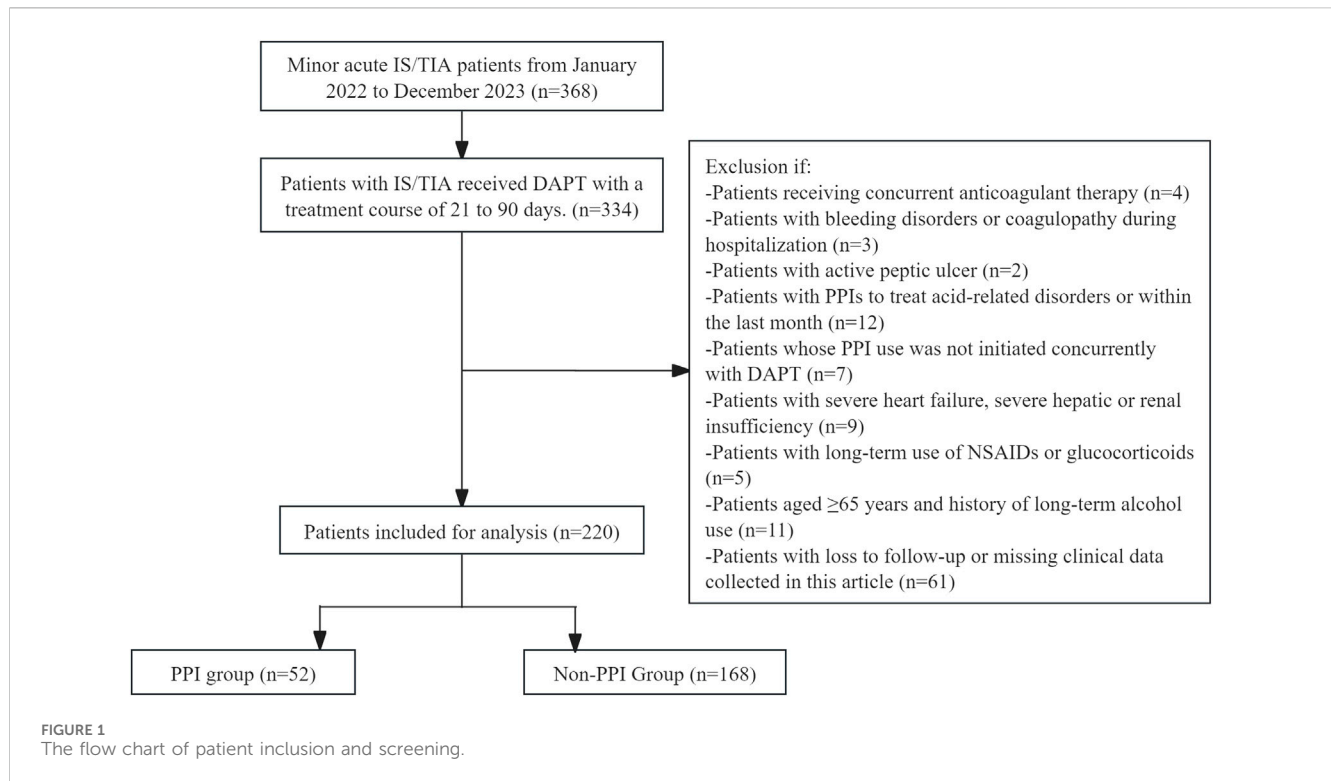 Minor acute IS/TIA patients from January
2022 to December 2023 (n=368)
Patients with IS/TIA received DAPT with a
treatment course of 21 to 90 days. (n=334)
Exclusion if:
-Patients receiving concurrent anticoagulant therapy (n=4)
-Patients with bleeding disorders or coagulopathy during
hospitalization (n=3)
-Patients with active peptic ulcer (n=2)
-Patients with PPIs to treat acid-related disorders or within
the last month (n=12)
-Patients whose PPI use was not initiated concurrently
with DAPT (n=7)
-Patients with severe heart failure, severe hepatic or renal
insufficiency (n=9)
-Patients with long-term use of NSAIDs or glucocorticoids
(n=5)
-Patients aged ≥65 years and history of long-term alcohol
use (n=11)
-Patients with loss to follow-up or missing clinical data
collected in this article (n=61)
Patients included for analysis (n=220)
PPI group (n=52)
Non-PPI Group (n=168)
FIGURE 1
The flow chart of patient inclusion and screening.